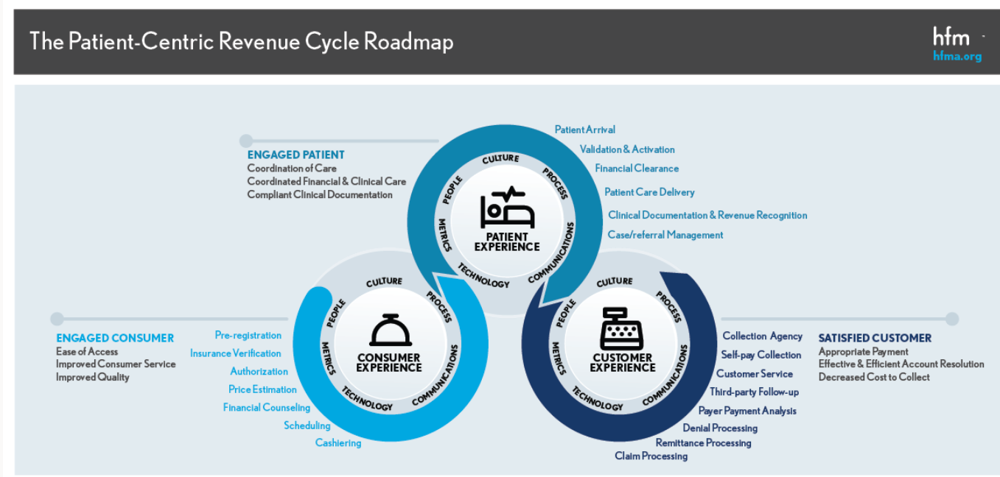 The Patient-Centric Revenue Cycle Roadmap
hfm
hfma.org
ENGAGED PATIENT
Coordination of Care
Coordinated Financial & Clinical Care
Compliant Clinical Documentation
CULTURE
PEOPLE
PROCESS
METRICS
COMMUNICATIONS
TECHNOLOGY
PATIENT
EXPERIENCE
Patient Arrival
Validation & Activation
Financial Clearance
Patient Care Delivery
Clinical Documentation & Revenue Recognition
Case/referral Management
ENGAGED CONSUMER
Ease of Access
Improved Consumer Service
Improved Quality
Pre-registration
Insurance Verification
Authorization
Price Estimation
Financial Counseling
Scheduling
Cashiering
CULTURE
PEOPLE
PROCESS
METRICS
COMMUNICATIONS
TECHNOLOGY
CONSUMER
EXPERIENCE
CULTURE
PEOPLE
PROCESS
METRICS
COMMUNICATIONS
TECHNOLOGY
CUSTOMER
EXPERIENCE
Collection Agency
Self-pay Collection
Customer Service
Third-party Follow-up
Payer Payment Analysis
Denial Processing
Remittance Processing
Claim Processing
SATISFIED CUSTOMER
Appropriate Payment
Effective & Efficient Account Resolution
Decreased Cost to Collect